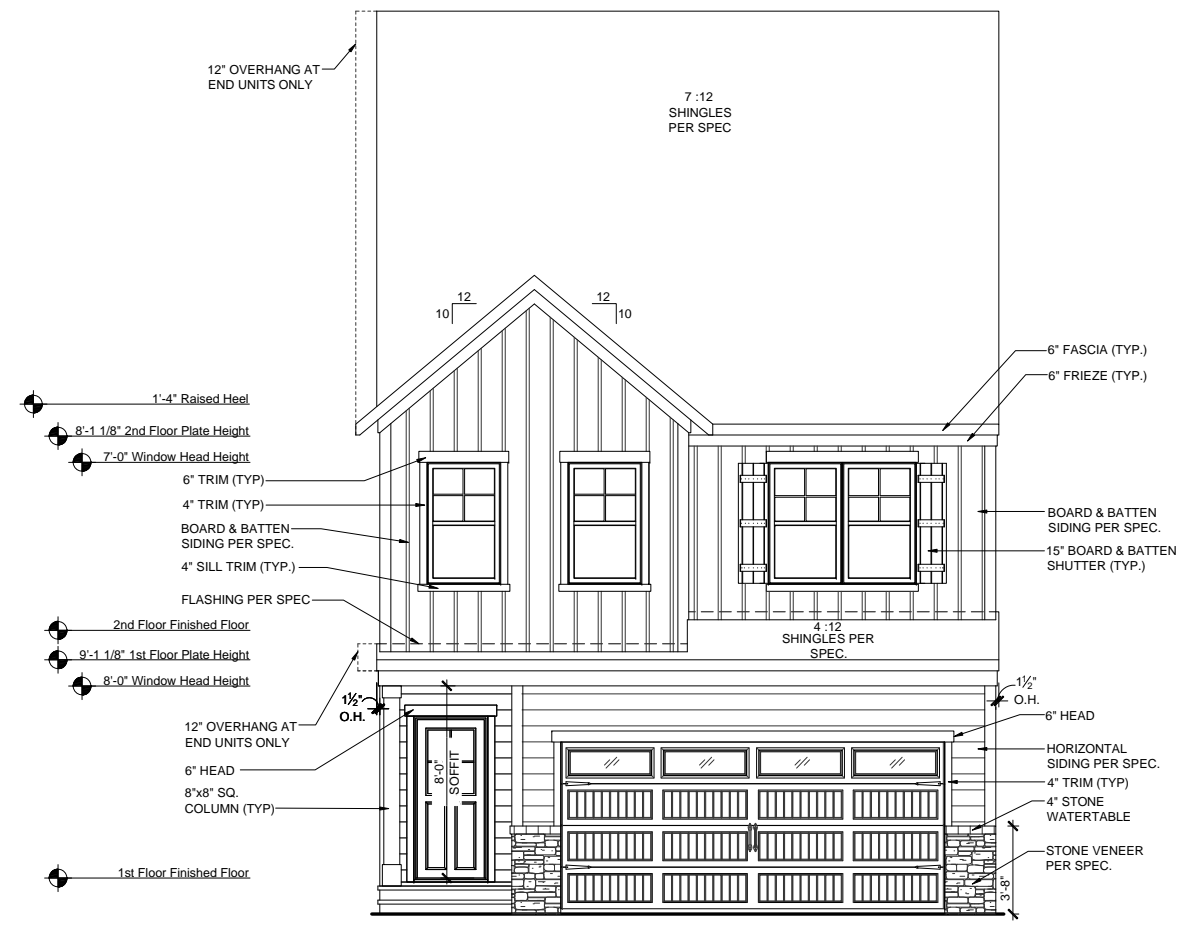 12" OVERHANG AT
END UNITS ONLY
7 :12
SHINGLES
PER SPEC
12
10
12
10
6" FASCIA (TYP.)
6" FRIEZE (TYP.)
1'-4" Raised Heel
8'-1 1/8" 2nd Floor Plate Height
7'-0" Window Head Height
6" TRIM (TYP)
4" TRIM (TYP)
BOARD & BATTEN
SIDING PER SPEC.
4" SILL TRIM (TYP.)
FLASHING PER SPEC
BOARD & BATTEN
SIDING PER SPEC.
15" BOARD & BATTEN
SHUTTER (TYP.)
2nd Floor Finished Floor
9'-1 1/8" 1st Floor Plate Height
8'-0" Window Head Height
4 :12
SHINGLES PER
SPEC.
1½"
O.H.
1½"
O.H.
12" OVERHANG AT
END UNITS ONLY
6" HEAD
8"x8" SQ.
COLUMN (TYP)
8'-0"
SOFFIT
6" HEAD
HORIZONTAL
SIDING PER SPEC.
4" TRIM (TYP)
4" STONE
WATERTABLE
STONE VENEER
PER SPEC.
3'-8"
1st Floor Finished Floor